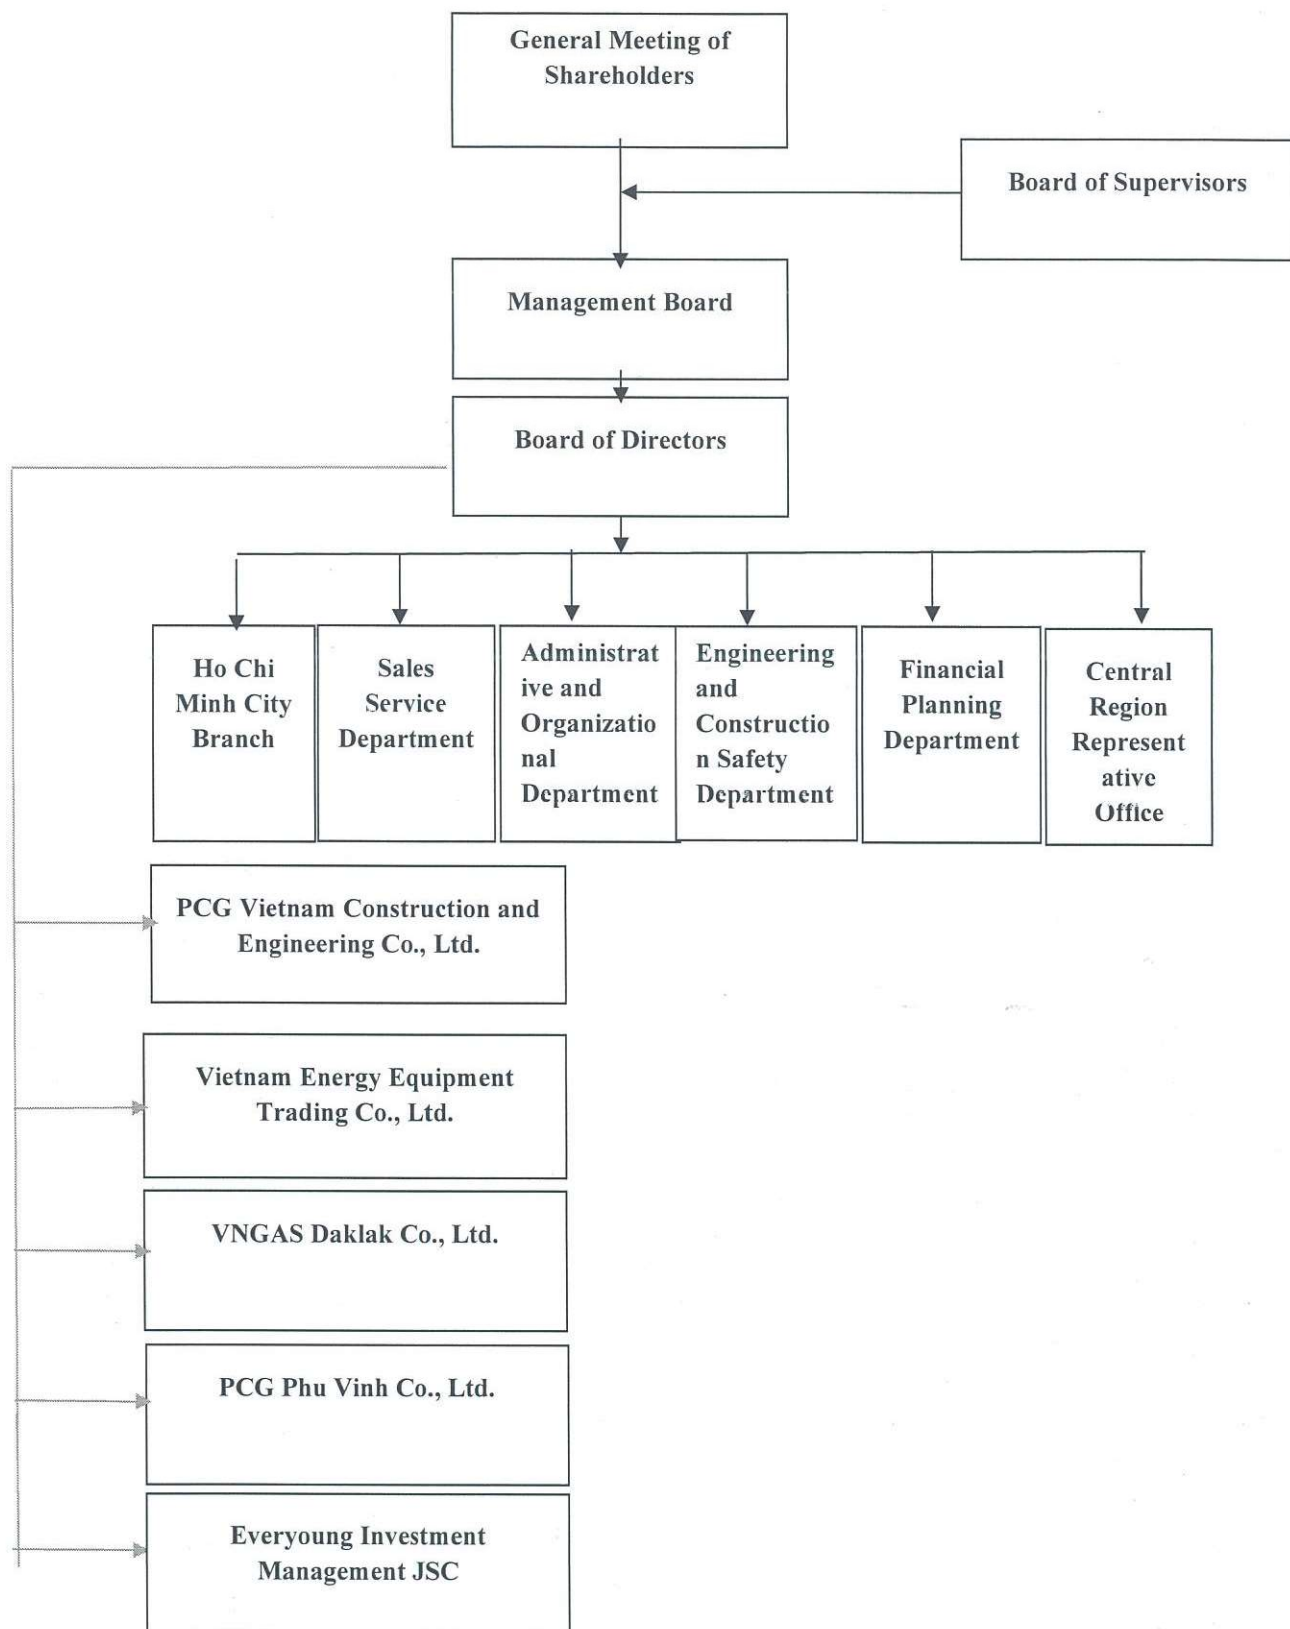 General Meeting of
Shareholders
Board of Supervisors
Management Board
Board of Directors
Ho Chi
Minh City
Branch
Sales
Service
Department
Administrat
ive and
Organizatio
nal
Department
Engineering
and
Constructio
n Safety
Department
Financial
Planning
Department
Central
Region
Represent
ative
Office
PCG Vietnam Construction and
Engineering Co., Ltd.
Vietnam Energy Equipment
Trading Co., Ltd.
VNGAS Daklak Co., Ltd.
PCG Phu Vinh Co., Ltd.
Everyoung Investment
Management JSC